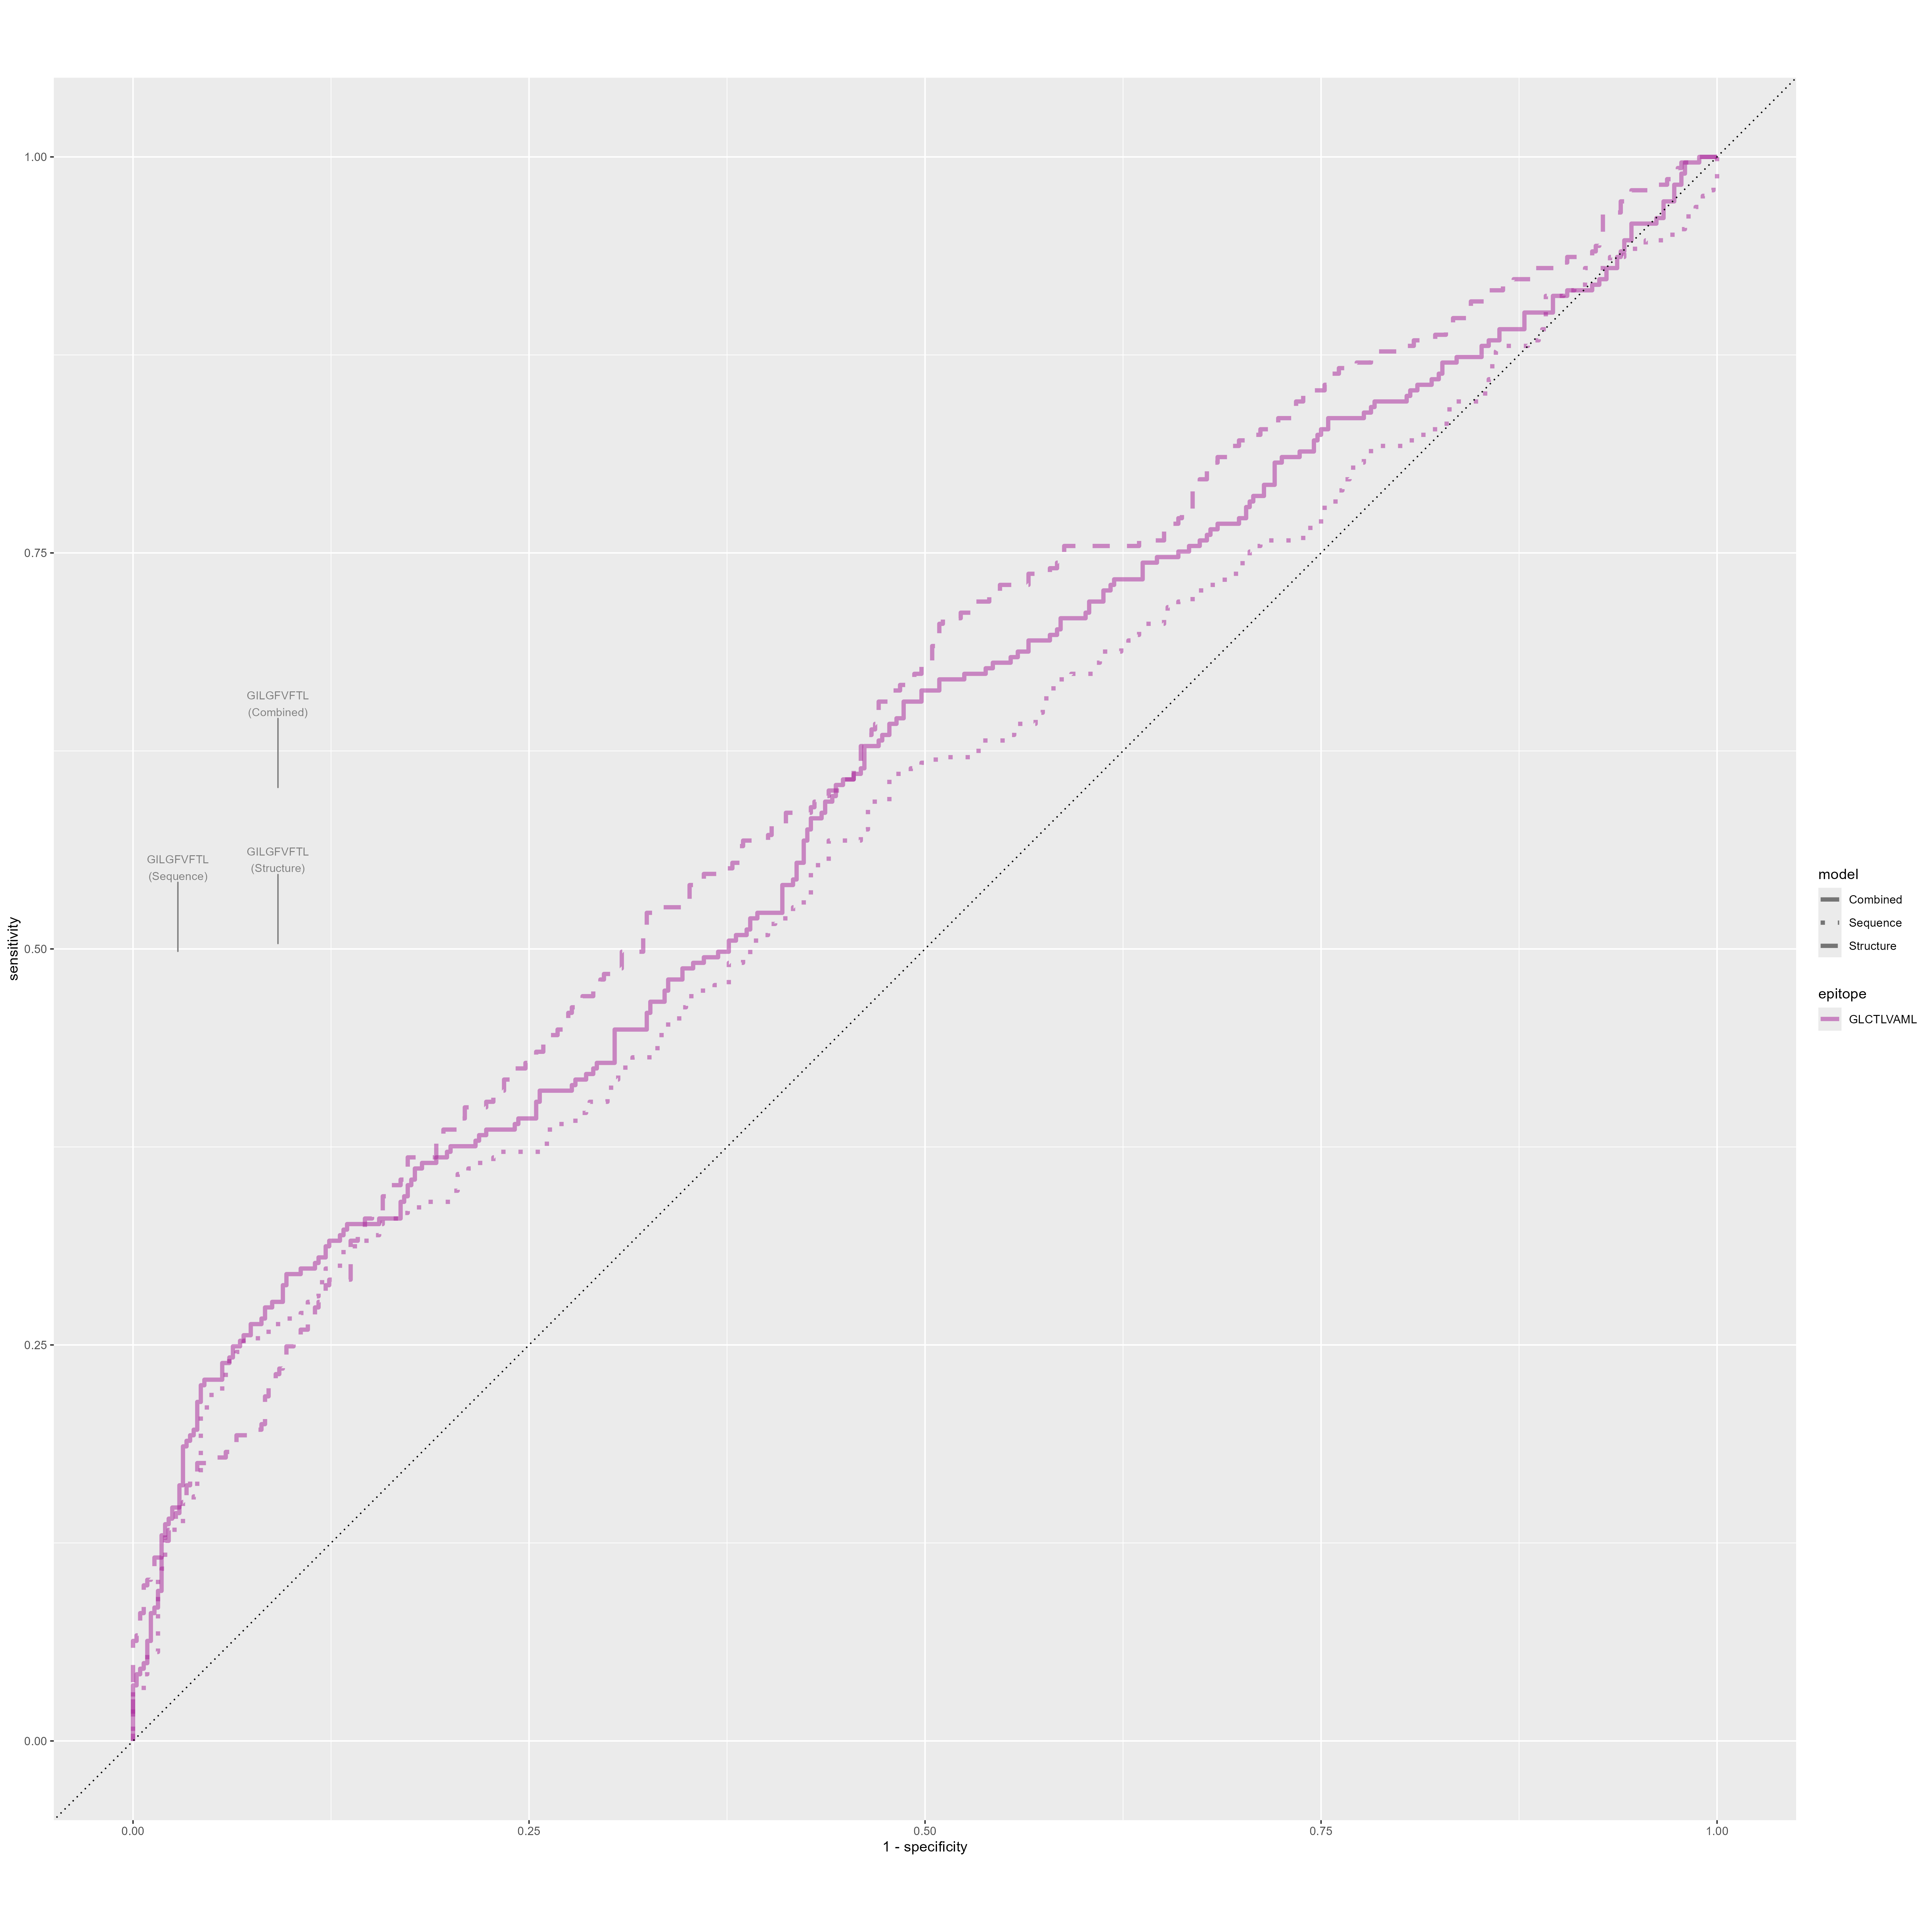 1.00
0.75
0.50
0.25
0.00
sensitivity
GILGFVFTL
(Combined)
GILGFVFTL
(Sequence)
GILGFVFTL
(Structure)
0.00
0.25
0.50
0.75
1.00
1 - specificity
model
Combined
Sequence
Structure
epitope
GLCTLVAML